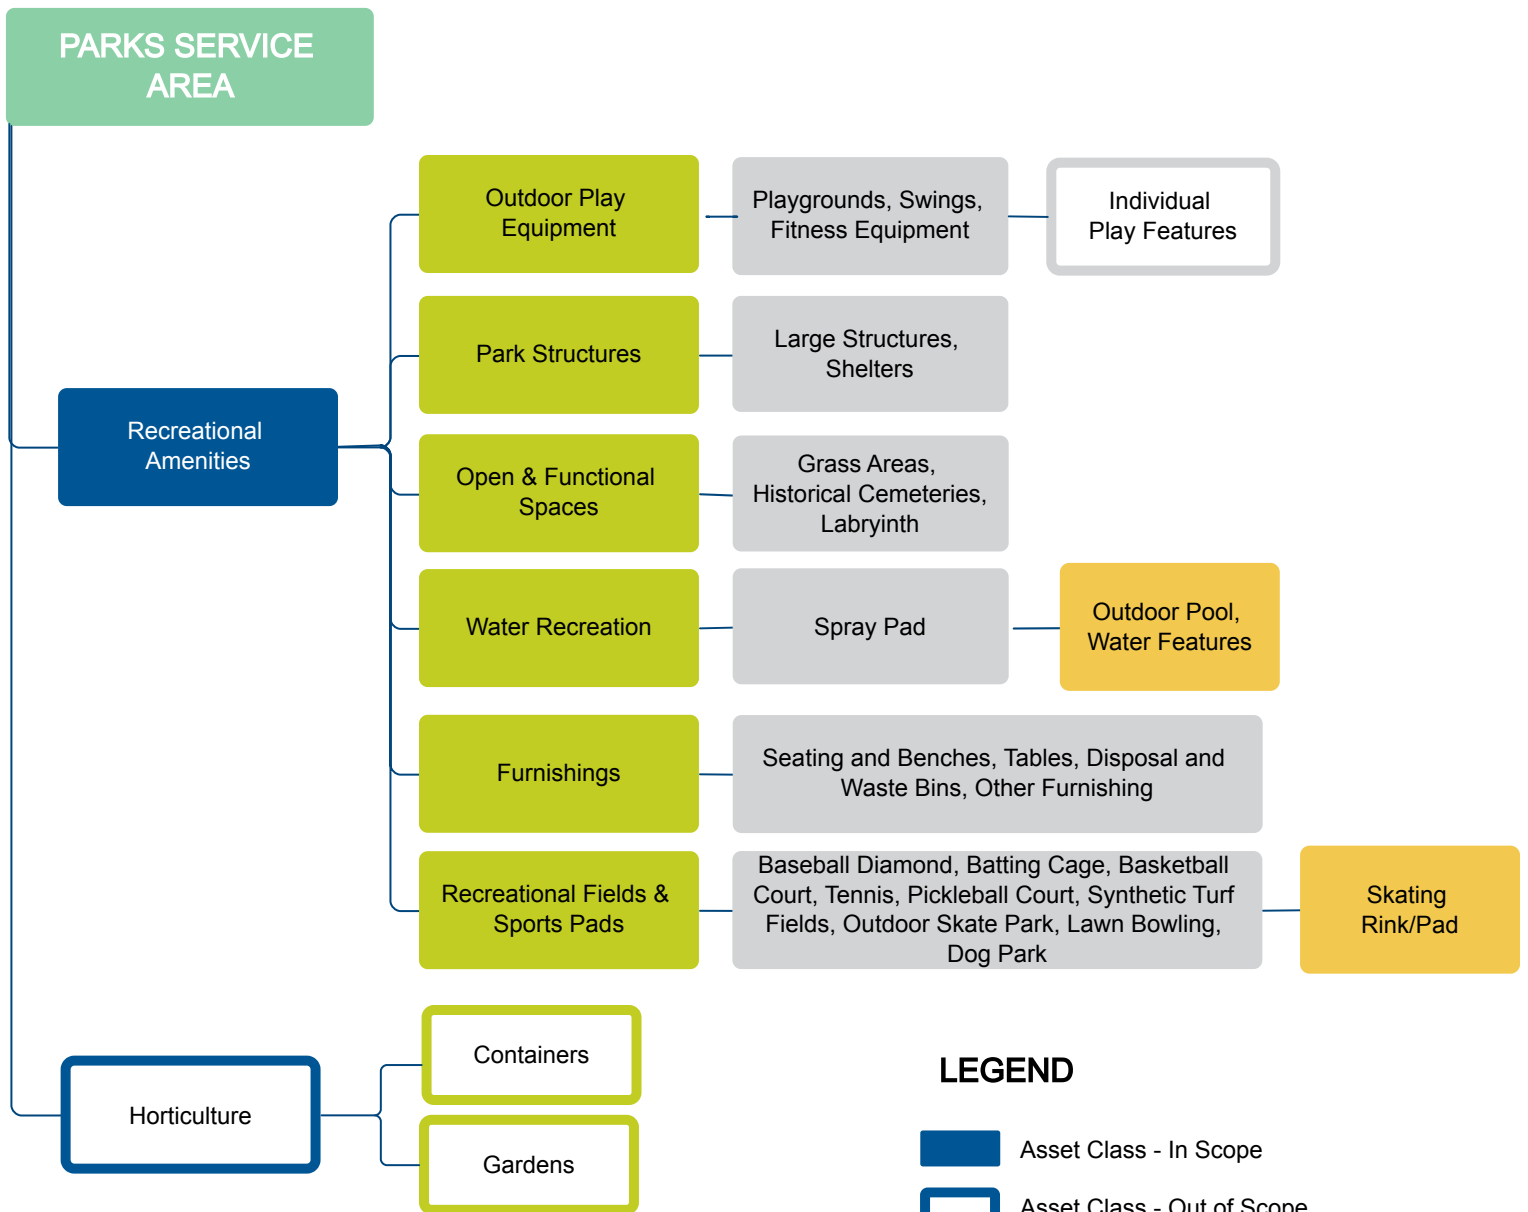 PARKS SERVICE
AREA
Outdoor Play
Equipment
Playgrounds, Swings,
Fitness Equipment
Individual
Play Features
Park Structures
Large Structures,
Shelters
Recreational
Amenities
Open & Functional
Spaces
Grass Areas,
Historical Cemeteries,
Labryinth
Water Recreation
Spray Pad
Outdoor Pool,
Water Features
Furnishings
Seating and Benches, Tables, Disposal and
Waste Bins, Other Furnishing
Recreational Fields &
Sports Pads
Baseball Diamond, Batting Cage, Basketball
Court, Tennis, Pickleball Court, Synthetic Turf
Fields, Outdoor Skate Park, Lawn Bowling,
Dog Park
Skating
Rink/Pad
Horticulture
Containers
Gardens
LEGEND
Asset Class - In Scope
Asset Class - Out of Scope